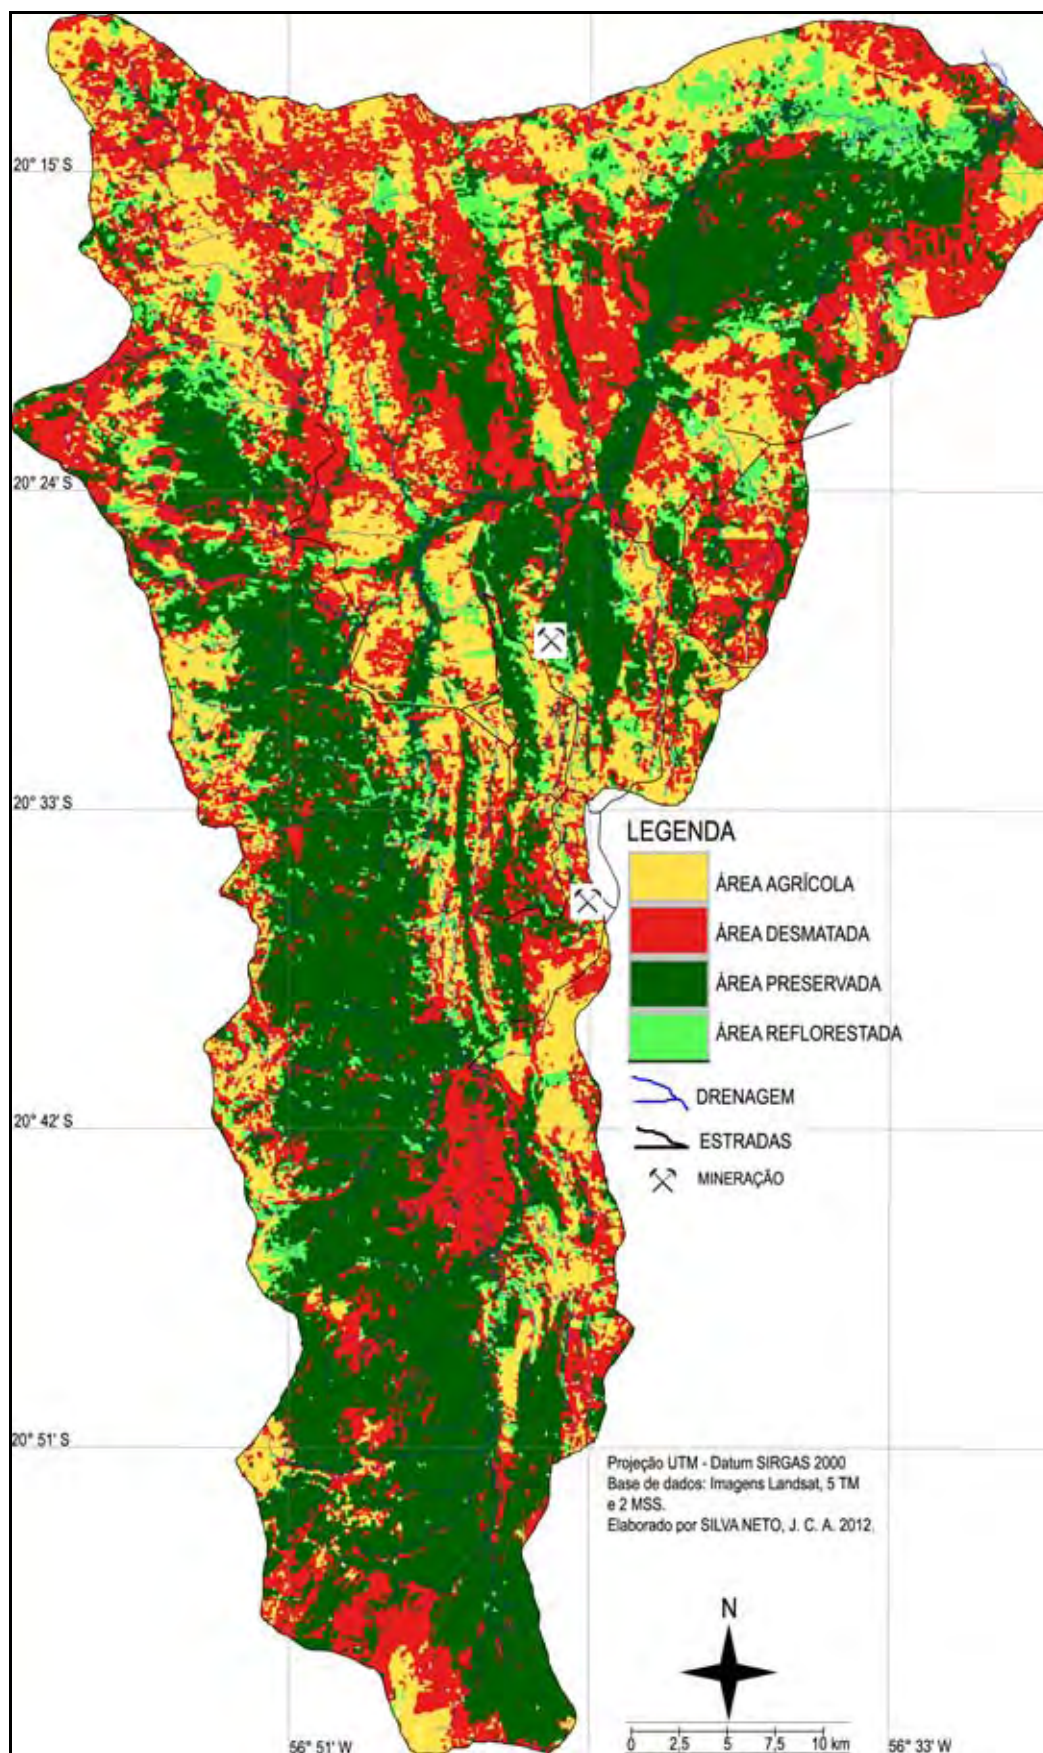 20° 15' S
20° 24' S
20° 33' S
LEGENDA
ÁREA AGRÍCOLA
ÁREA DESMATADA
ÁREA PRESERVADA
ÁREA REFLORESTADA
DRENAGEM
20° 42' S
ESTRADAS
MINERAÇÃO
20° 51' S
Projeção UTM - Datum SIRGAS 2000
Base de dados: Imagens Landsat, 5 TM
e 2 MSS.
Elaborado por SILVA NETO, J. C. A. 2012.
N
0 2,5 5 7,5 10 km
56° 51' W
56° 33' W